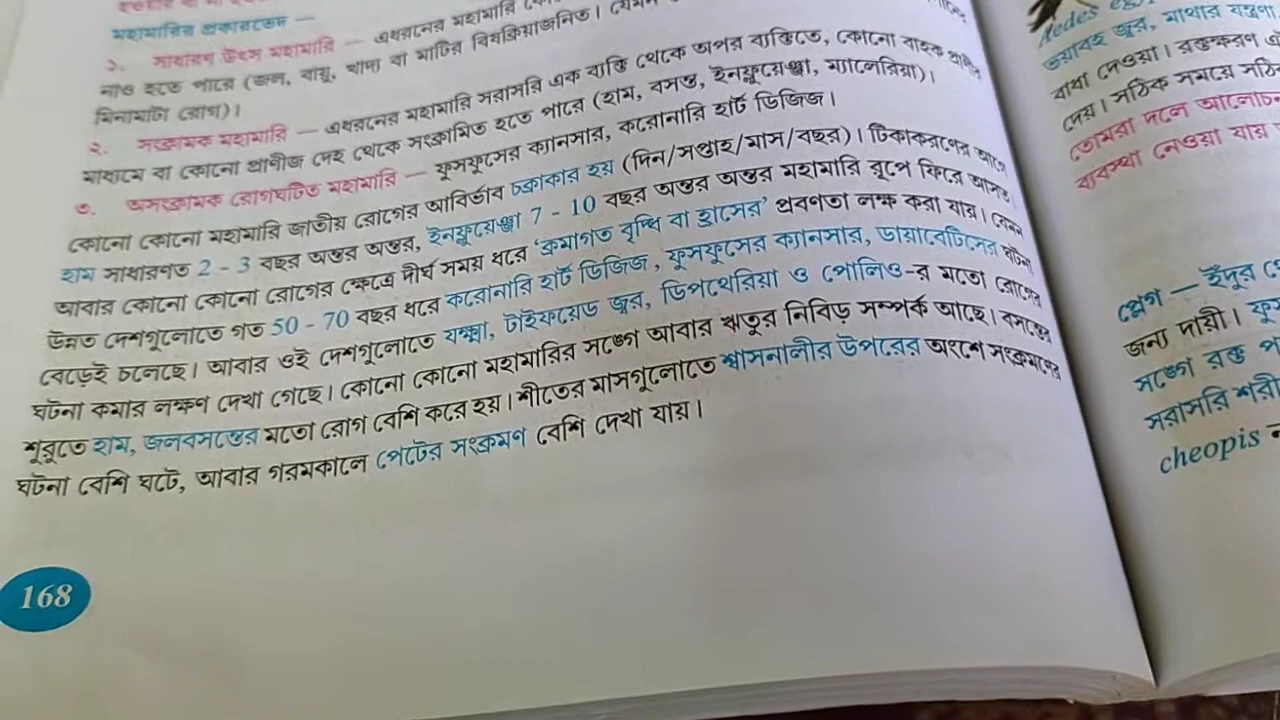 মহামারির প্রকারভেদ —
১. সাধারণ উৎস মহামারি — এধরনের মহামারি
নাও হতে পারে (জল, বায়ু, খাদ্য বা মাটির বিষক্রিয়াজনিত। যেমন
মিনামাটা রোগ)।
২. সংক্রামক মহামারি — এধরনের মহামারি সরাসরি এক ব্যক্তি থেকে অপর ব্যক্তিতে, কোনো বাহক প্রাণীর
মাধ্যমে বা কোনো প্রাণীজ দেহ থেকে সংক্রামিত হতে পারে (হাম, বসন্ত, ইনফ্লুয়েঞ্জা, ম্যালেরিয়া)।
৩. অসংক্রামক রোগঘটিত মহামারি — ফুসফুসের ক্যানসার, করোনারি হার্ট ডিজিজ।
কোনো কোনো মহামারি জাতীয় রোগের আবির্ভাব চক্রাকার হয় (দিন/সপ্তাহ/মাস/বছর)। টিকাকরণের আগে
হাম সাধারণত 2 - 3 বছর অন্তর অন্তর, ইনফ্লুয়েঞ্জা 7 - 10 বছর অন্তর অন্তর মহামারি রূপে ফিরে আসত।
আবার কোনো কোনো রোগের ক্ষেত্রে দীর্ঘ সময় ধরে ‘ক্রমাগত বৃদ্ধি বা হ্রাসের’ প্রবণতা লক্ষ করা যায়। যেমন
উন্নত দেশগুলোতে গত 50 - 70 বছর ধরে করোনারি হার্ট ডিজিজ, ফুসফুসের ক্যানসার, ডায়াবেটিসের ঘটনা
বেড়েই চলেছে। আবার ওই দেশগুলোতে যক্ষ্মা, টাইফয়েড জ্বর, ডিপথেরিয়া ও পোলিও-র মতো রোগের
ঘটনা কমার লক্ষণ দেখা গেছে। কোনো কোনো মহামারির সঙ্গে আবার ঋতুর নিবিড় সম্পর্ক আছে। বসন্তের
শুরুতে হাম, জলবসন্তের মতো রোগ বেশি করে হয়। শীতের মাসগুলোতে শ্বাসনালীর উপরের অংশে সংক্রমণের
ঘটনা বেশি ঘটে, আবার গরমকালে পেটের সংক্রমণ বেশি দেখা যায়।
168
Aedes
ভয়াবহ জ্বর, মাথার যন্ত্রণা
ব্যথা দেওয়া। রক্তক্ষরণ
দেয়। সঠিক সময়ে সঠি
তোমরা দলে আলোচ
ব্যবস্থা নেওয়া যায়
প্লেগ — ইঁদুর
জন্য দায়ী। ফু
সঙ্গে রক্ত
সরাসরি শরী
cheopis